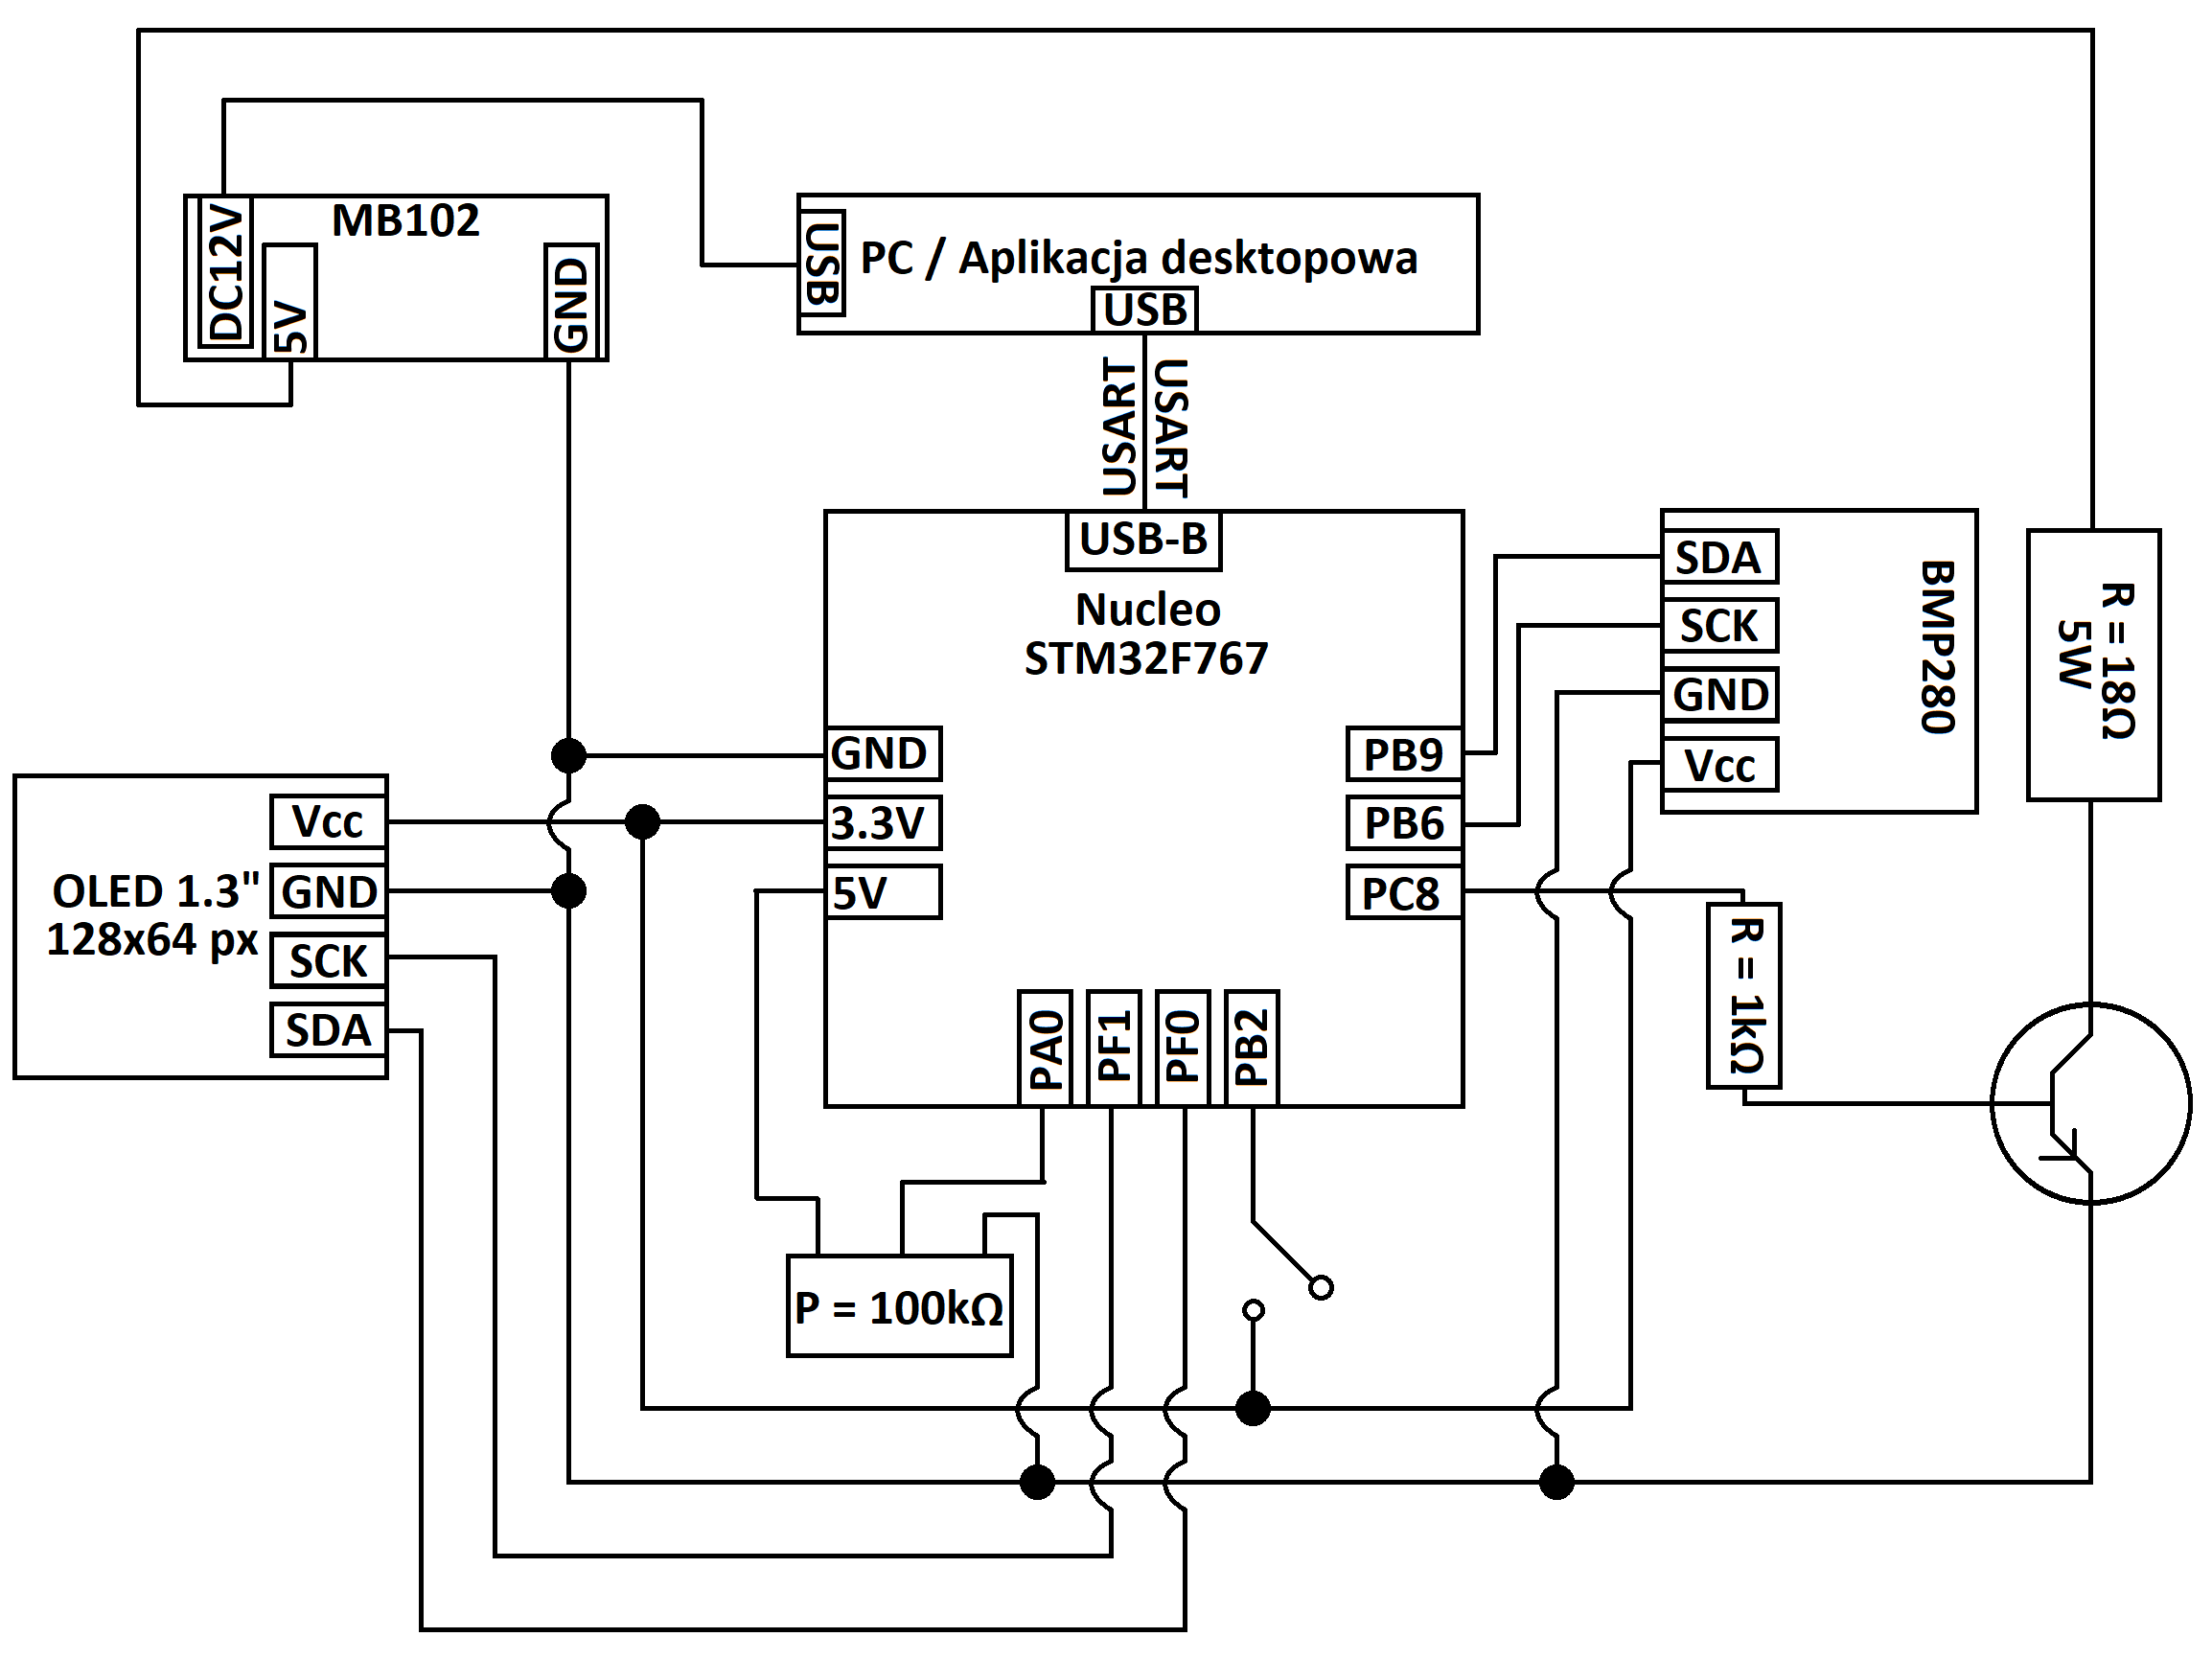 MB102
DC12V
5V
GND
USB
PC / Aplikacja desktopowa
USB
USART
USART
USB-B
Nucleo
STM32F767
GND
3.3V
5V
PB9
PB6
PC8
PA0
PF1
PF0
PB2
SDA
SCK
GND
Vcc
BMP280
R = 18Ω
5W
Vcc
GND
SCK
SDA
OLED 1.3"
128x64 px
R = 1kΩ
P = 100kΩ